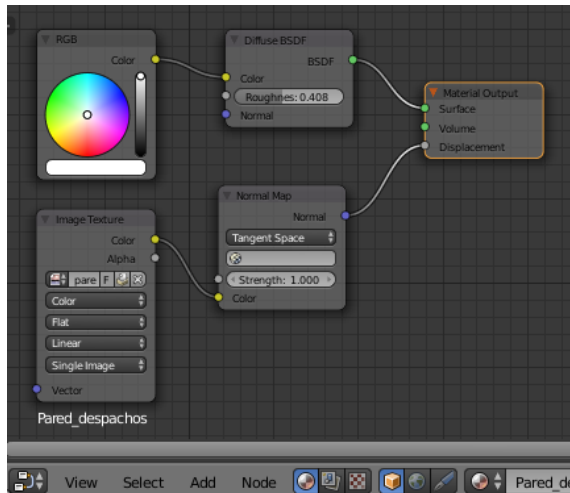 RGB
Color
Diffuse BSDF
BSDF
Color
Roughnes: 0.408
Normal
Material Output
Surface
Volume
Displacement
Normal Map
Normal
Tangent Space
Strength: 1.000
Color
Image Texture
Color
Alpha
pare F
Color
Flat
Linear
Single Image
Vector
Pared_despachos
View Select Add Node Pared_de